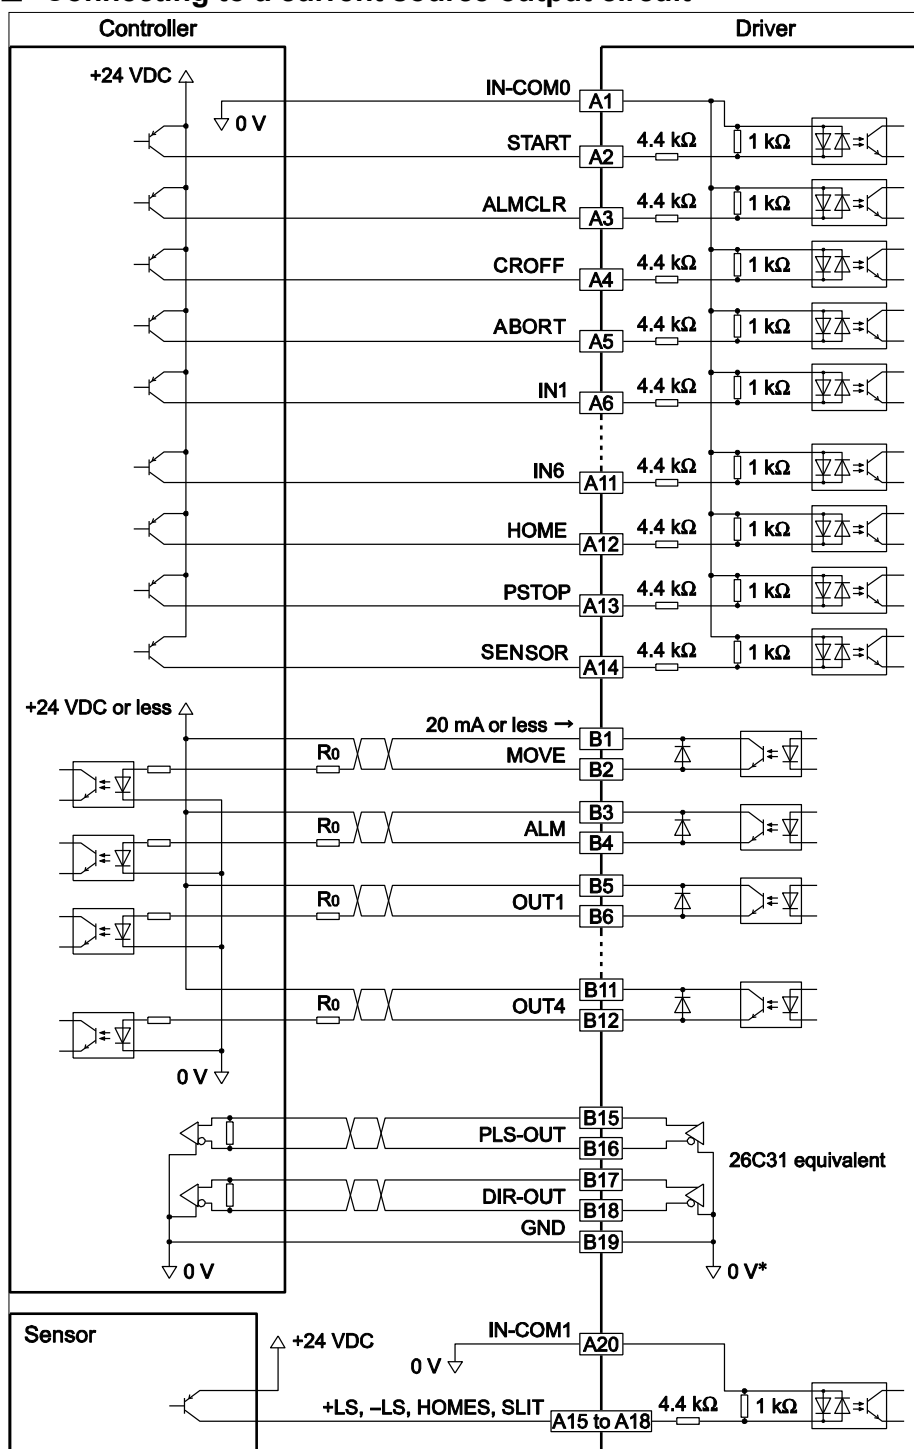 Connecting to a current source output circuit
Controller
Driver
+24 VDC
IN-COM0
A1
0 V
START
A2
4.4 kΩ
1 kΩ
ALMCLR
A3
4.4 kΩ
1 kΩ
CROFF
A4
4.4 kΩ
1 kΩ
ABORT
A5
4.4 kΩ
1 kΩ
IN1
A6
4.4 kΩ
1 kΩ
IN6
A11
4.4 kΩ
1 kΩ
HOME
A12
4.4 kΩ
1 kΩ
PSTOP
A13
4.4 kΩ
1 kΩ
SENSOR
A14
4.4 kΩ
1 kΩ
+24 VDC or less
20 mA or less →
R0
MOVE
B1
B2
R0
ALM
B3
B4
R0
OUT1
B5
B6
R0
OUT4
B11
B12
0 V
PLS-OUT
B15
B16
26C31 equivalent
DIR-OUT
B17
B18
GND
B19
0 V
0 V*
Sensor
+24 VDC
IN-COM1
A20
0 V
+LS, –LS, HOMES, SLIT
A15 to A18
4.4 kΩ
1 kΩ